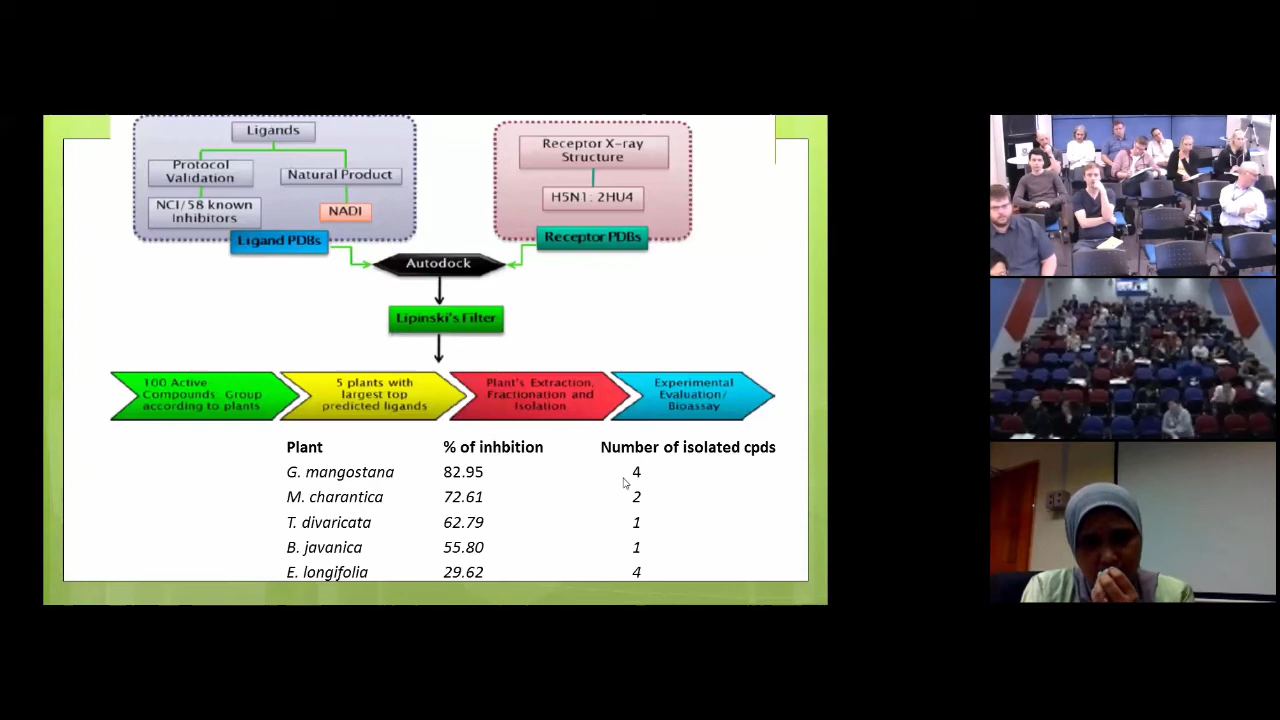 Ligands
Protocol
Validation
Natural Product
NCI/58 known
Inhibitors
NADI
Ligand PDBs
Receptor X-ray
Structure
H5N1: 2HU4
Receptor PDBs
Autodock
Lipinski's Filter
100 Active
Compounds: Group
according to plants
5 plants with
largest top
predicted ligands
Plant's Extraction,
Fractionation and
Isolation
Experimental
Evaluation/
Bioassay
Plant % of inhbition Number of isolated cpds
G. mangostana 82.95 4
M. charantica 72.61 2
T. divaricata 62.79 1
B. javanica 55.80 1
E. longifolia 29.62 4